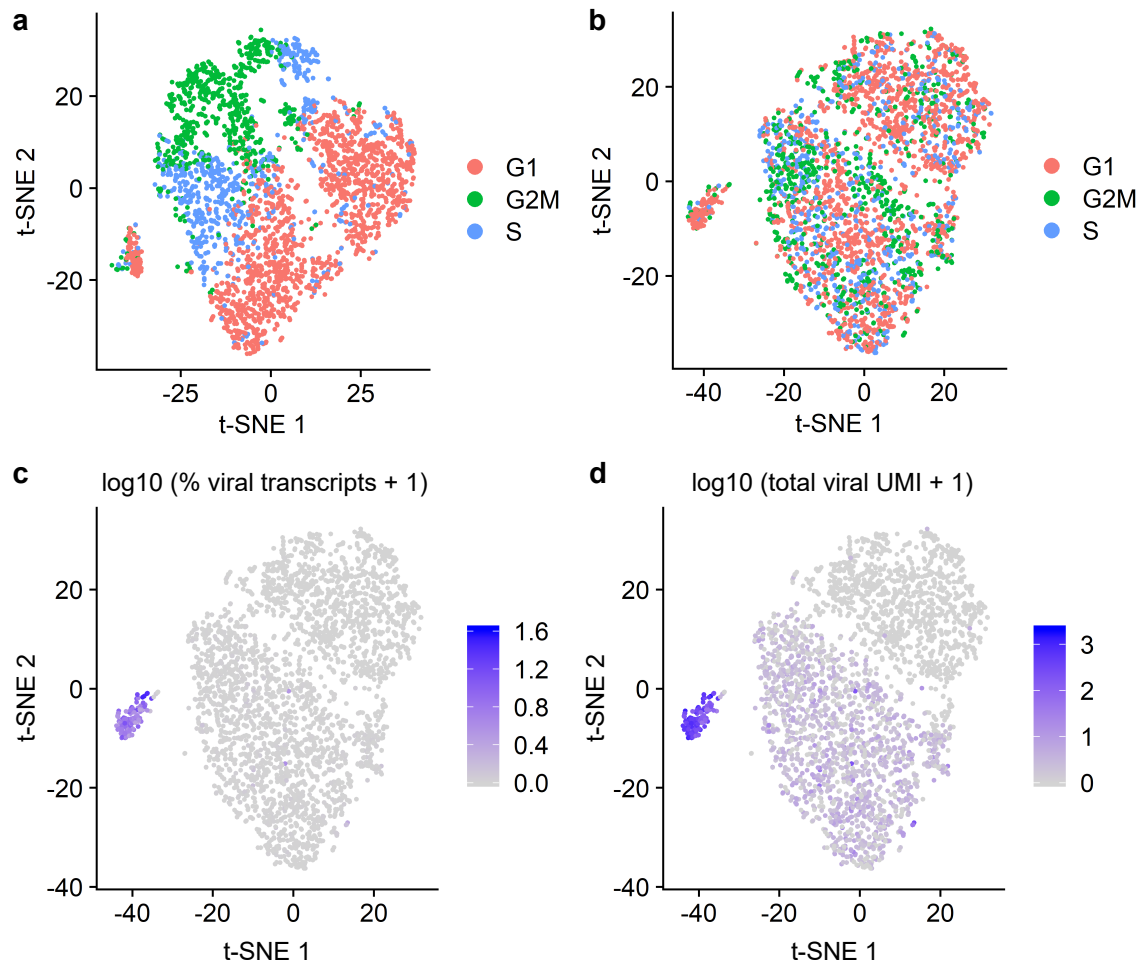 a
20
0
-20
t-SNE 2
-25 0 25
t-SNE 1
G1
G2M
S
b
20
0
-20
t-SNE 2
-40 -20 0 20
t-SNE 1
G1
G2M
S
c
log10 (% viral transcripts + 1)
20
0
-20
-40
t-SNE 2
-40 -20 0 20
t-SNE 1
1.6
1.2
0.8
0.4
0.0
d
log10 (total viral UMI + 1)
20
0
-20
-40
t-SNE 2
-40 -20 0 20
t-SNE 1
3
2
1
0